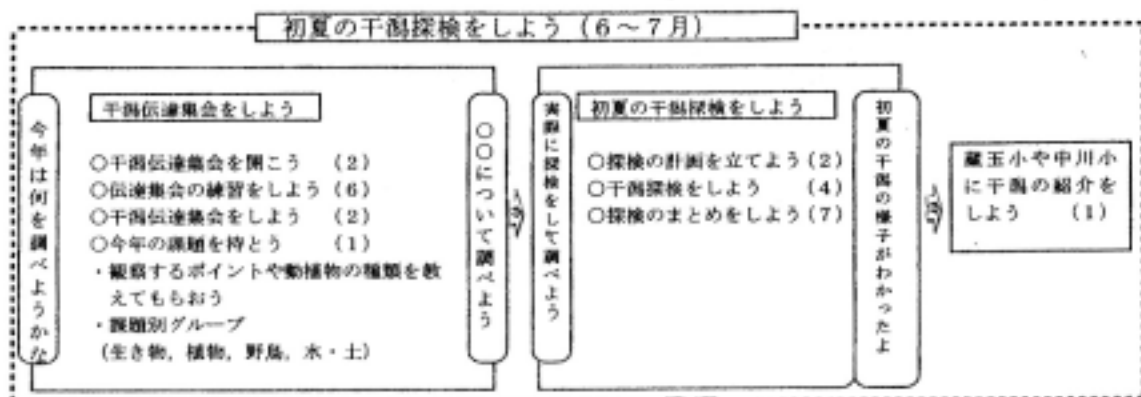 初夏の干潟探検をしよう(6～7月)
今年は何を調べようかな
干潟伝達集会をしよう
○干潟伝達集会を開こう (2)
○伝達集会の練習をしよう(6)
○干潟伝達集会をしよう (2)
○今年の課題を持とう (1)
・観察するポイントや動植物の種類を教
えてもらおう
・課題別グループ
(生き物，植物，野鳥，水・土)
○○について調べよう
実際に探検をして調べよう
初夏の干潟探検をしよう
○探検の計画を立てよう(2)
○干潟探検をしよう (4)
○探検のまとめをしよう(7)
初夏の干潟の様子がわかったよ
蔵玉小や中川小
に干潟の紹介を
しよう (1)